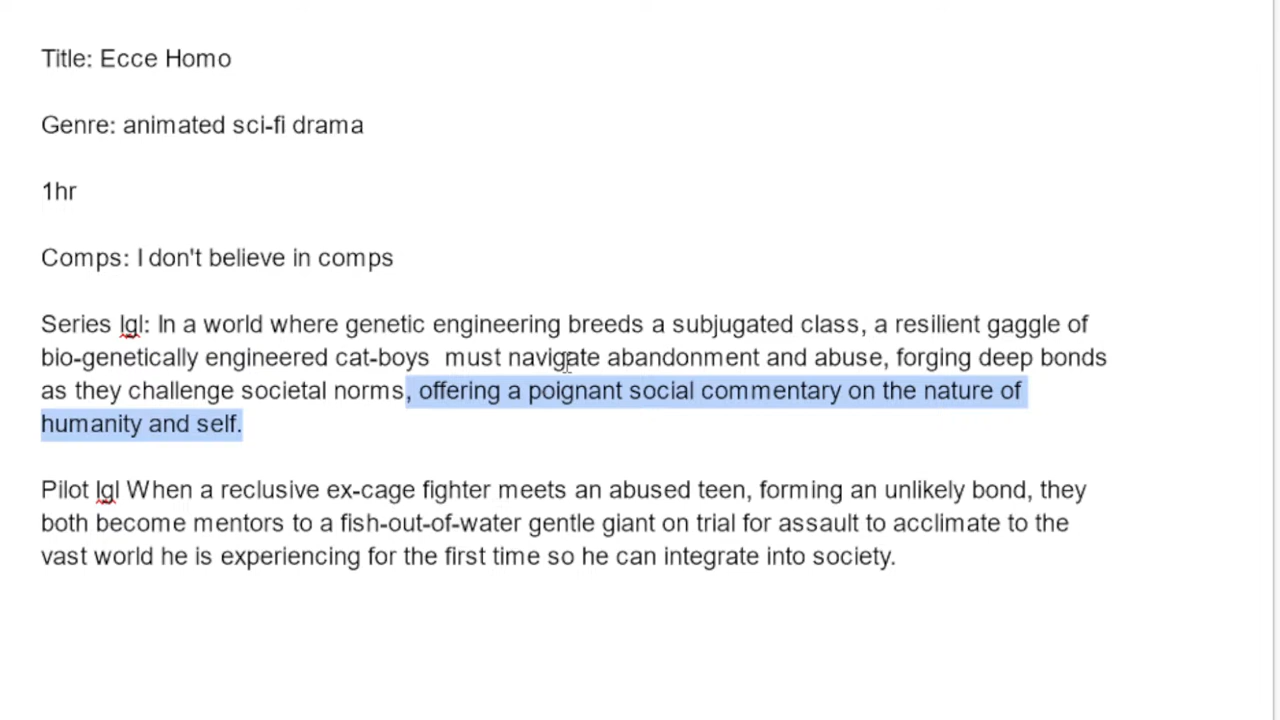 Title: Ecce Homo
Genre: animated sci-fi drama
1hr
Comps: I don't believe in comps
Series lgl: In a world where genetic engineering breeds a subjugated class, a resilient gaggle of
bio-genetically engineered cat-boys  must navigate abandonment and abuse, forging deep bonds
as they challenge societal norms, offering a poignant social commentary on the nature of
humanity and self.
Pilot lgl When a reclusive ex-cage fighter meets an abused teen, forming an unlikely bond, they
both become mentors to a fish-out-of-water gentle giant on trial for assault to acclimate to the
vast world he is experiencing for the first time so he can integrate into society.